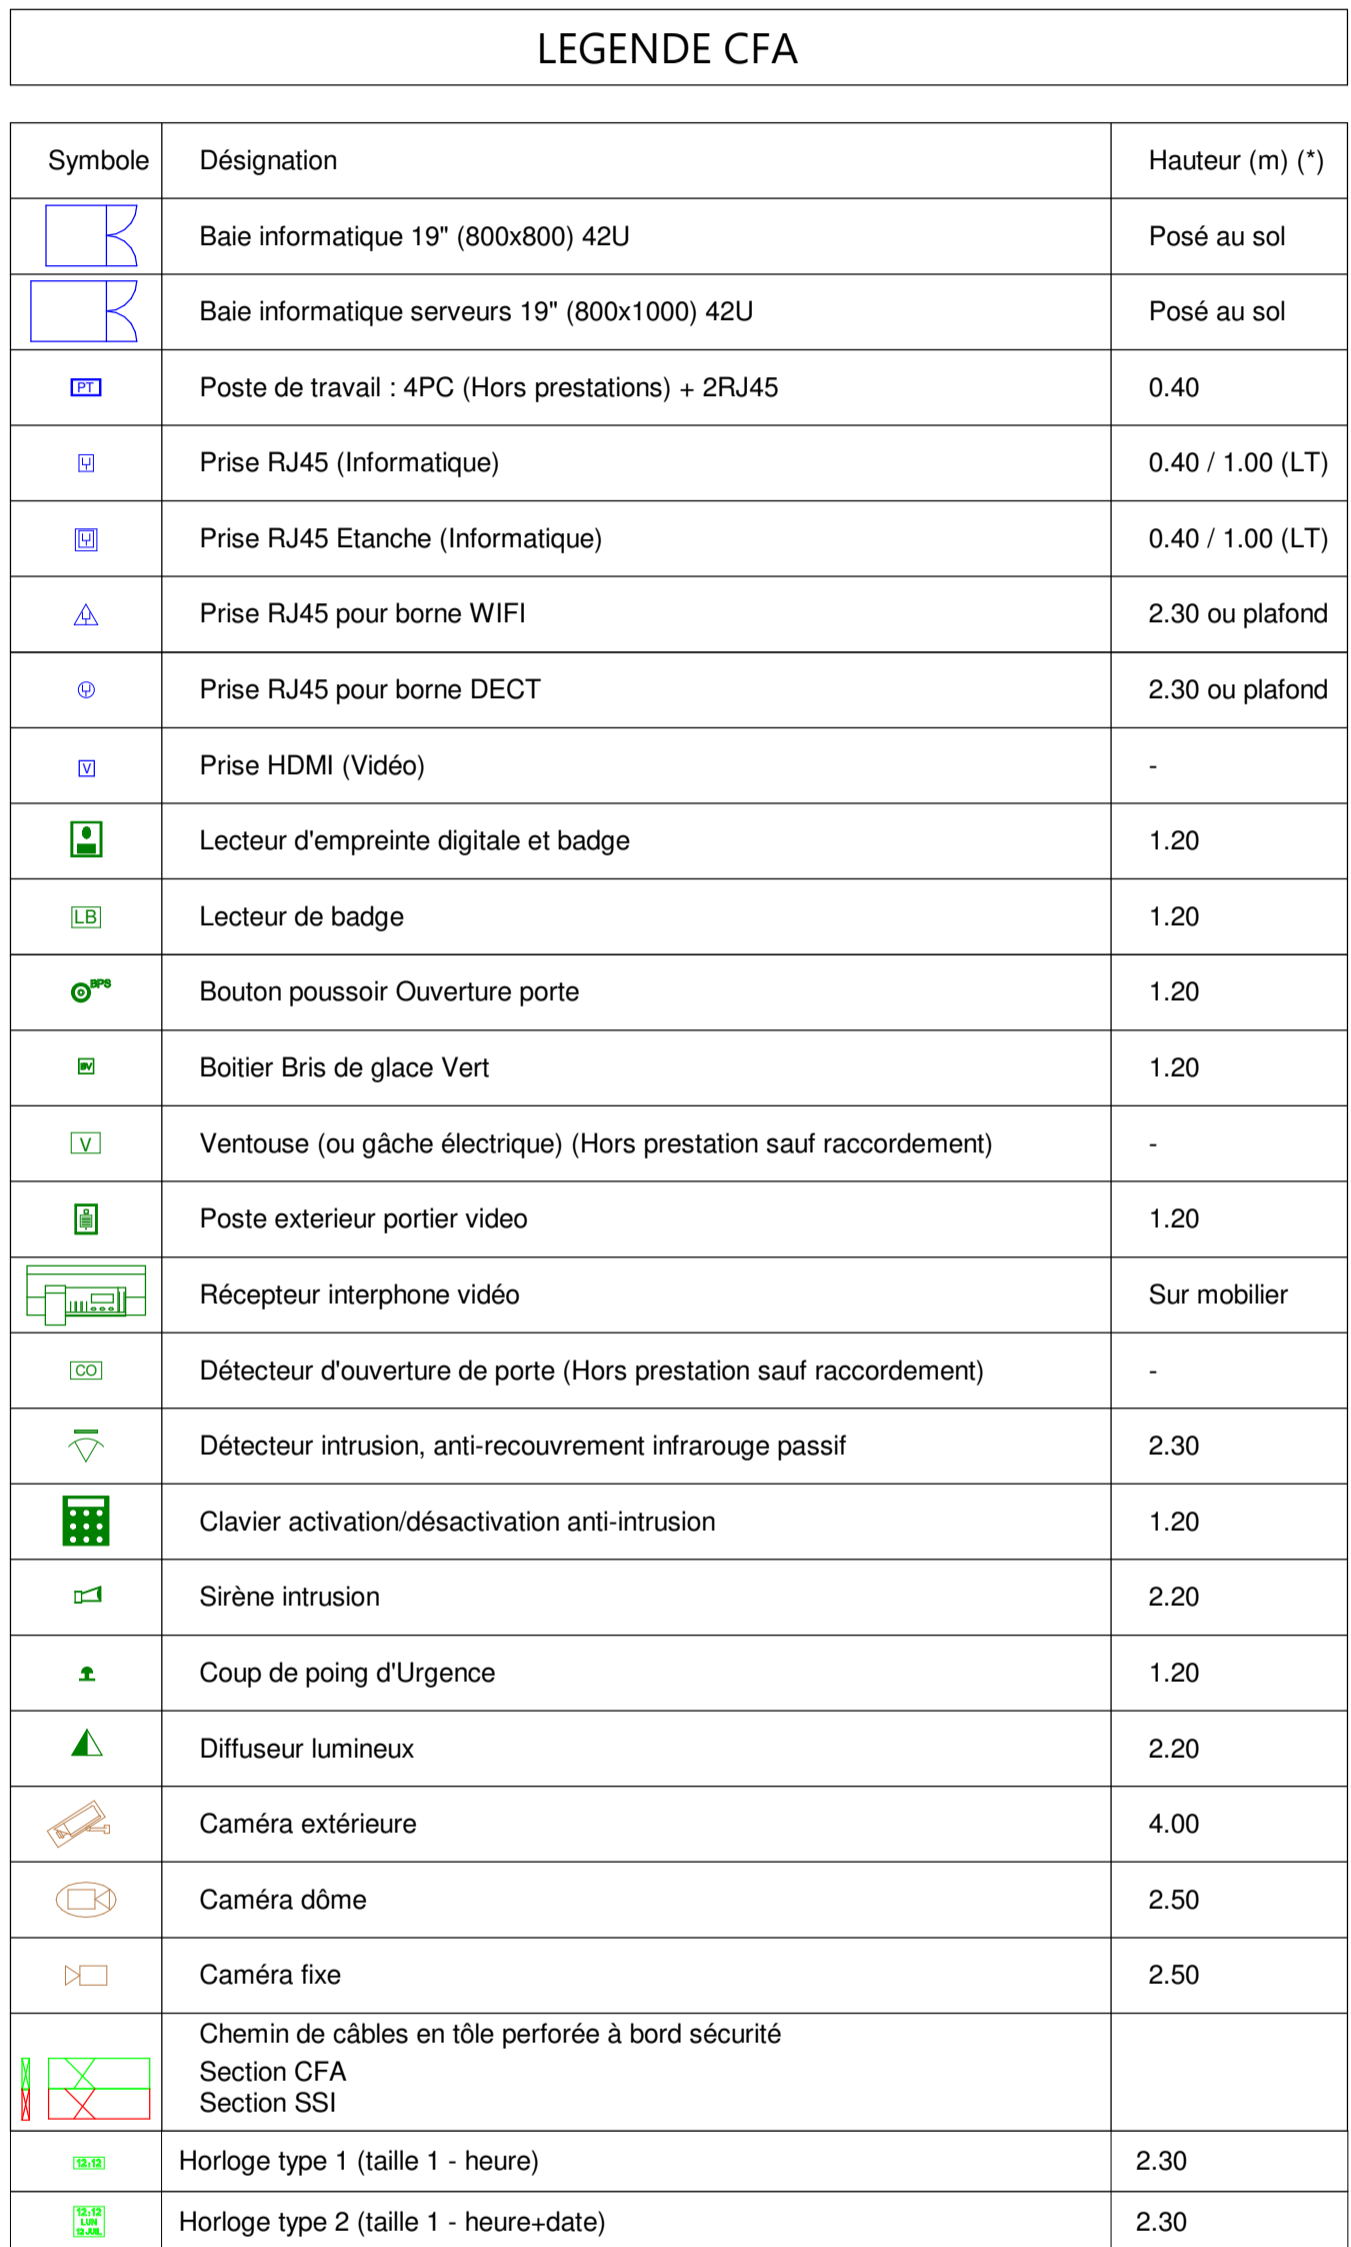 LEGENDE CFA
Symbole Désignation Hauteur (m) (*)
Baie informatique 19" (800x800) 42U Posé au sol
Baie informatique serveurs 19" (800x1000) 42U Posé au sol
PT Poste de travail : 4PC (Hors prestations) + 2RJ45 0.40
Prise RJ45 (Informatique) 0.40 / 1.00 (LT)
Prise RJ45 Etanche (Informatique) 0.40 / 1.00 (LT)
Prise RJ45 pour borne WIFI 2.30 ou plafond
Prise RJ45 pour borne DECT 2.30 ou plafond
V Prise HDMI (Vidéo) -
Lecteur d'empreinte digitale et badge 1.20
LB Lecteur de badge 1.20
BPS Bouton poussoir Ouverture porte 1.20
BV Boitier Bris de glace Vert 1.20
V Ventouse (ou gâche électrique) (Hors prestation sauf raccordement) -
Poste exterieur portier video 1.20
Récepteur interphone vidéo Sur mobilier
CO Détecteur d'ouverture de porte (Hors prestation sauf raccordement) -
Détecteur intrusion, anti-recouvrement infrarouge passif 2.30
Clavier activation/désactivation anti-intrusion 1.20
Sirène intrusion 2.20
Coup de poing d'Urgence 1.20
Diffuseur lumineux 2.20
Caméra extérieure 4.00
Caméra dôme 2.50
Caméra fixe 2.50
Chemin de câbles en tôle perforée à bord sécurité
Section CFA
Section SSI
12:12 Horloge type 1 (taille 1 - heure) 2.30
12:12
LUN Horloge type 2 (taille 1 - heure+date) 2.30
12 JUIL